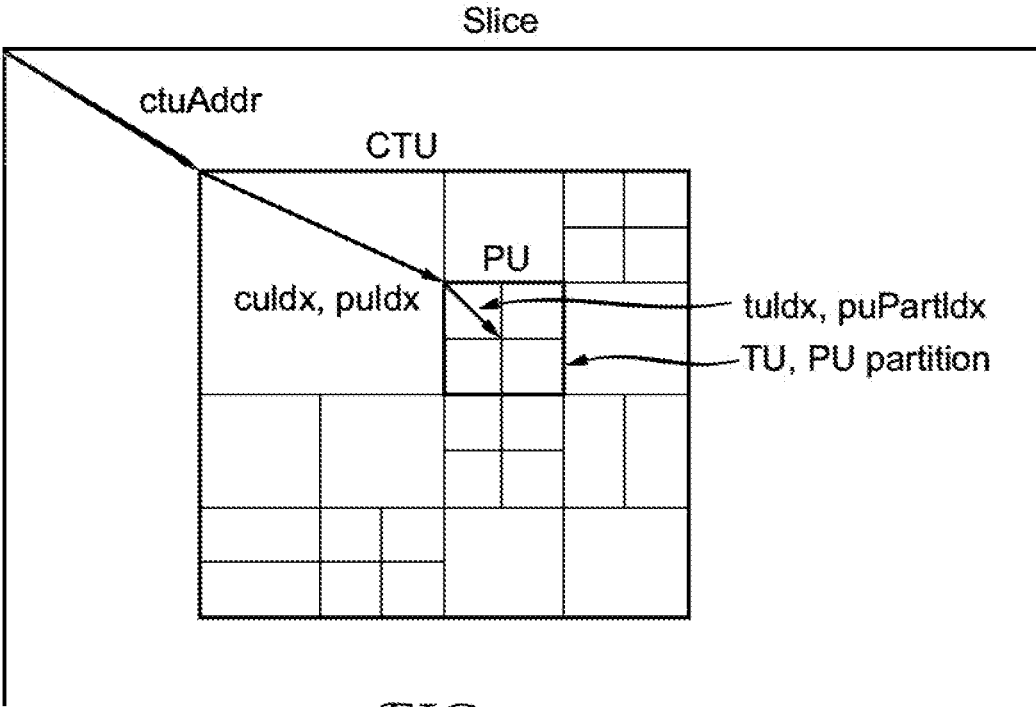 Slice
ctuAddr
CTU
PU
cuIdx, puIdx
tuIdx, puPartIdx
TU, PU partition